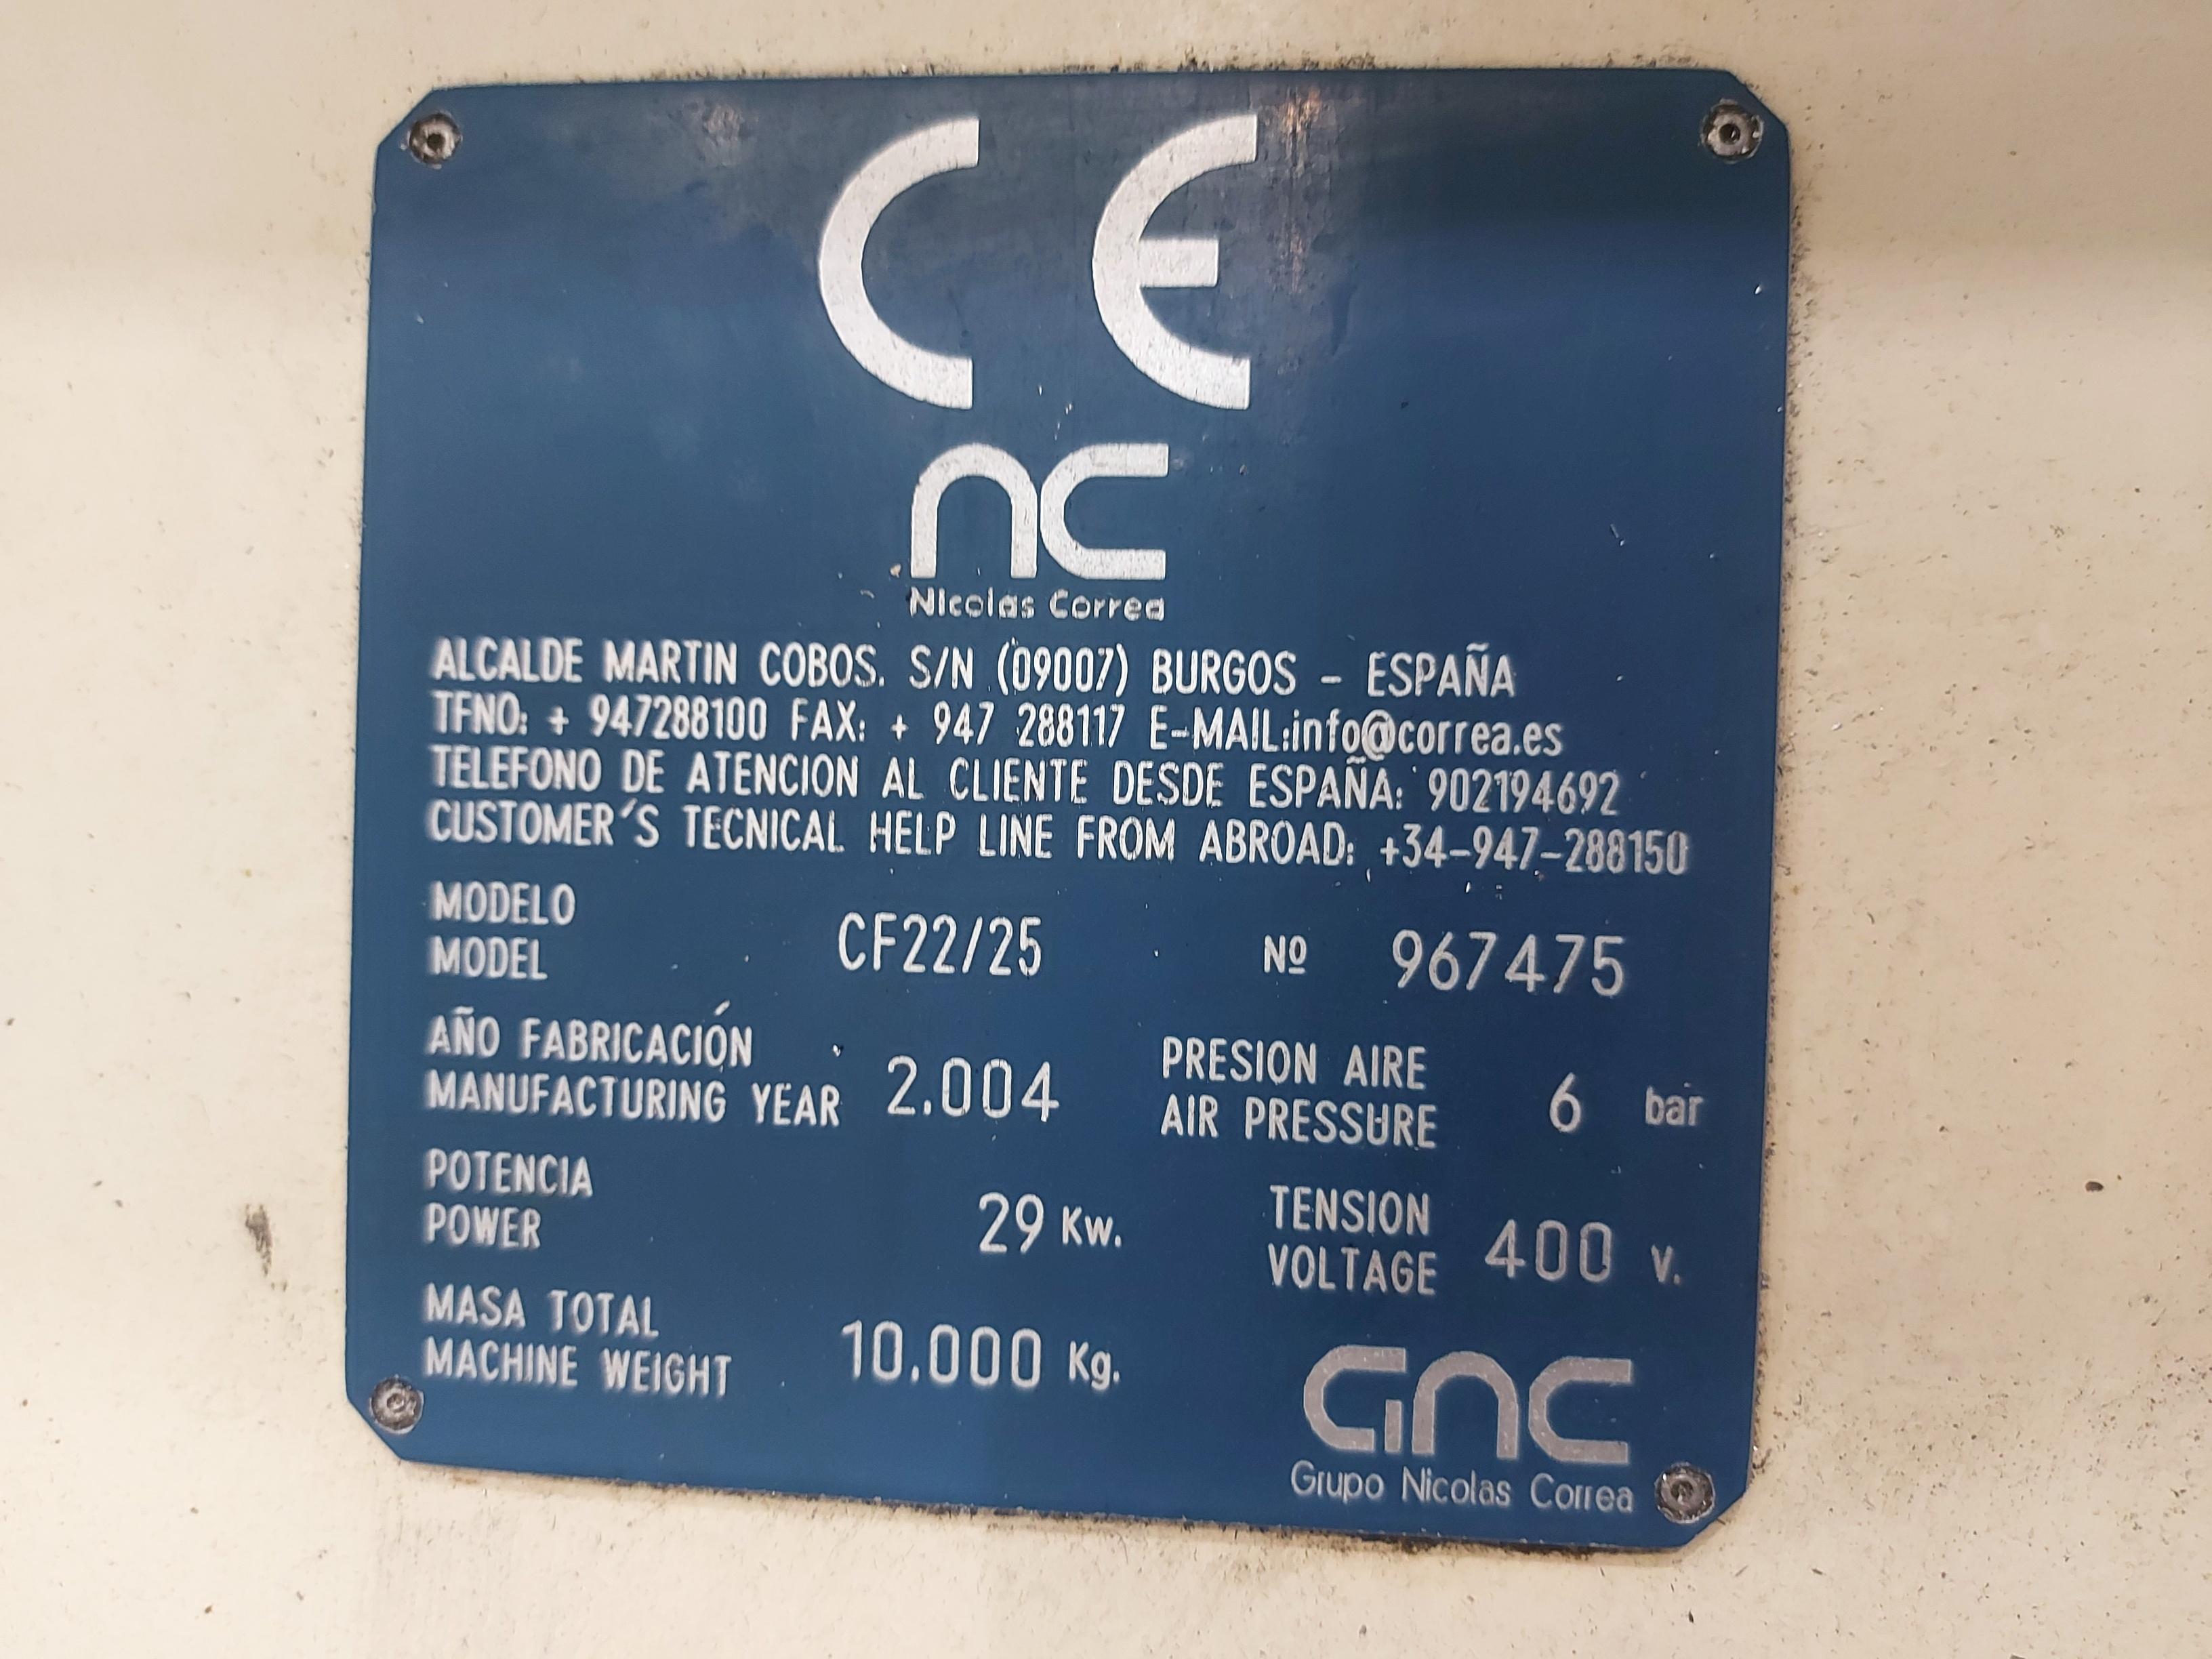 CE
nc
Nicolas Correa
ALCALDE MARTIN COBOS. S/N (09007) BURGOS - ESPAÑA
TFNO: + 947288100 FAX: + 947 288117 E-MAIL:info@correa.es
TELEFONO DE ATENCION AL CLIENTE DESDE ESPAÑA: 902194692
CUSTOMER'S TECNICAL HELP LINE FROM ABROAD: +34-947-288150
MODELO
MODEL
CF22/25
Nº 967475
AÑO FABRICACIÓN
MANUFACTURING YEAR
2.004
PRESION AIRE
AIR PRESSURE
6 bar
POTENCIA
POWER
29 Kw.
TENSION
VOLTAGE
400 V.
MASA TOTAL
MACHINE WEIGHT
10.000 Kg.
GNC
Grupo Nicolas Correa